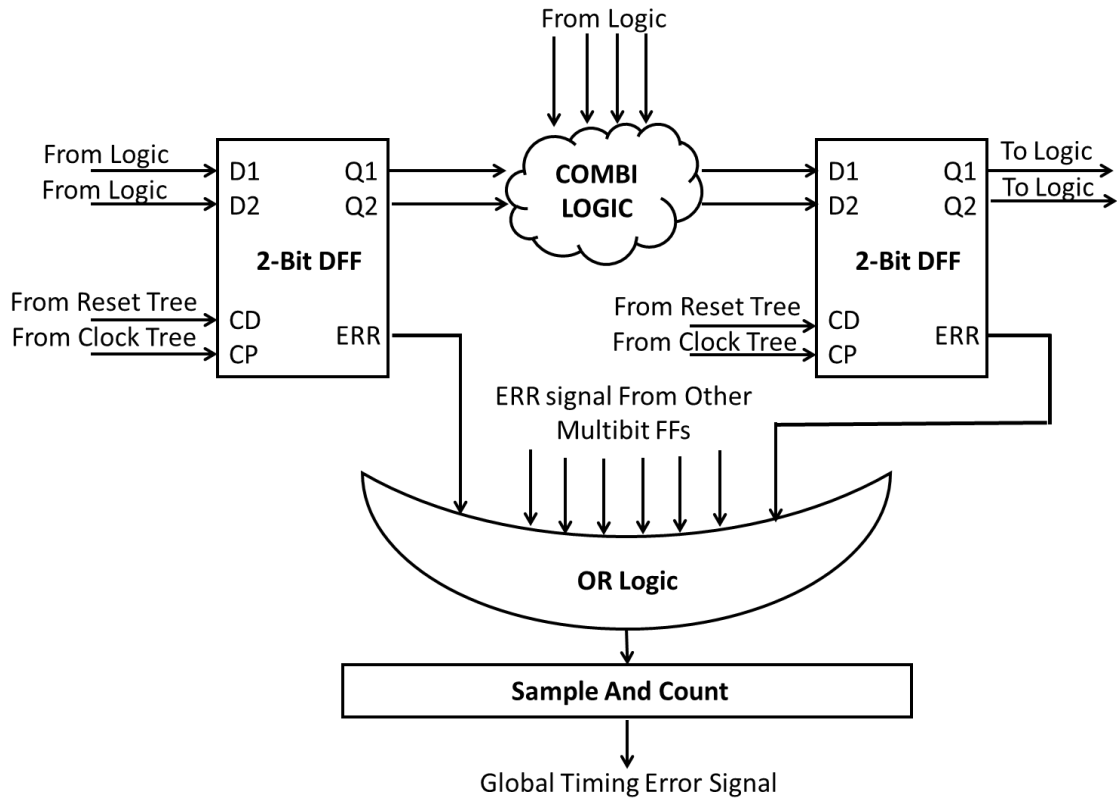 From Logic
From Logic
From Logic
D1
D2
Q1
Q2
2-Bit DFF
From Reset Tree
From Clock Tree
CD
CP
ERR
COMBI
LOGIC
D1
D2
Q1
Q2
To Logic
To Logic
2-Bit DFF
From Reset Tree
From Clock Tree
CD
CP
ERR
ERR signal From Other
Multibit FFs
OR Logic
Sample And Count
Global Timing Error Signal